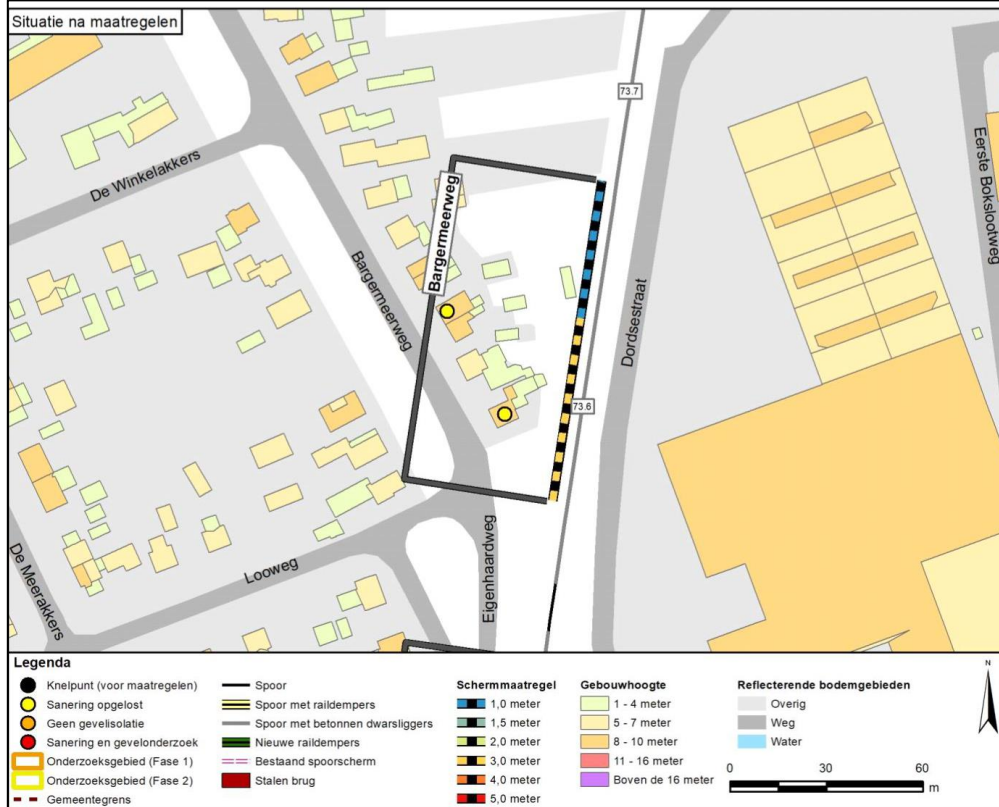 Situatie na maatregelen
73.7
De Winkelakkers
Bargermeerweg
Bargermeerweg
Dordsestraat
Eerste Bokslootweg
73.6
Looweg
Eigenhaardweg
De Meerakkers
Legenda
Knelpunt (voor maatregelen)
Sanering opgelost
Geen gevelisolatie
Sanering en gevelonderzoek
Onderzoeksgebied (Fase 1)
Onderzoeksgebied (Fase 2)
Gemeentegrens
Spoor
Spoor met raildempers
Spoor met betonnen dwarsliggers
Nieuwe raildempers
Bestaand spoorscherm
Stalen brug
Schermmaatregel
1,0 meter
1,5 meter
2,0 meter
3,0 meter
4,0 meter
5,0 meter
Gebouwhoogte
1 - 4 meter
5 - 7 meter
8 - 10 meter
11 - 16 meter
Boven de 16 meter
Reflecterende bodemgebieden
Overig
Weg
Water
N
0 30 60
m